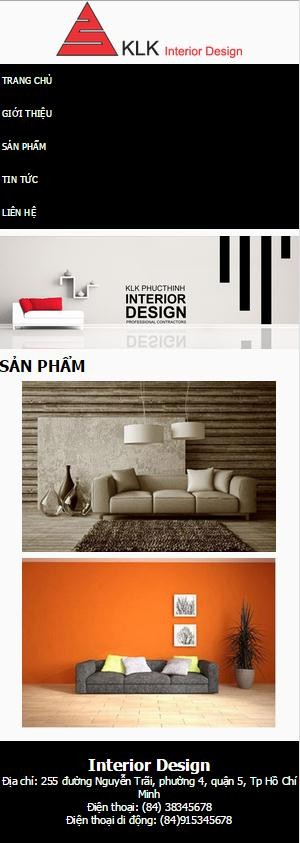 KLK Interior Design
TRANG CHỦ
GIỚI THIỆU
SẢN PHẨM
TIN TỨC
LIÊN HỆ
KLK PHUCTHINH
INTERIOR
DESIGN
PROFESSIONAL CONTRACTORS
SẢN PHẨM
Interior Design
Địa chỉ: 255 đường Nguyễn Trãi, phường 4, quận 5, Tp Hồ Chí
Minh
Điện thoại: (84) 38345678
Điện thoại di động: (84)915345678